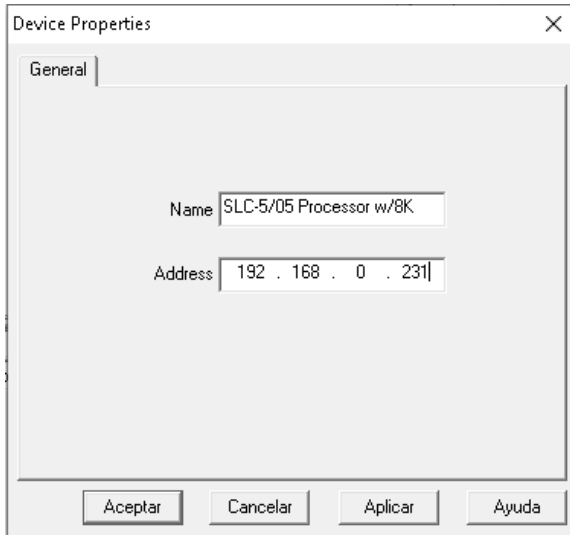 Device Properties
General
Name SLC-5/05 Processor w/8K
Address 192 . 168 . 0 . 231
Aceptar Cancelar Aplicar Ayuda